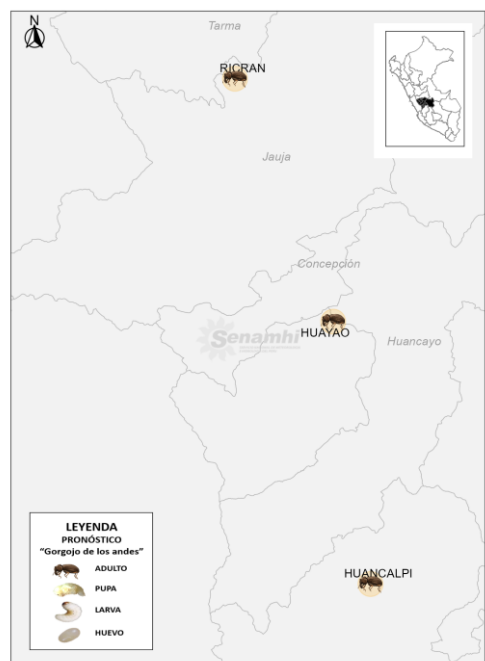 N
Tarma
RICRAN
Jauja
Concepción
Senamhi
HUAYAO
Huancayo
HUANCALPI
LEYENDA
PRONÓSTICO
“Gorgojo de los andes”
ADULTO
PUPA
LARVA
HUEVO